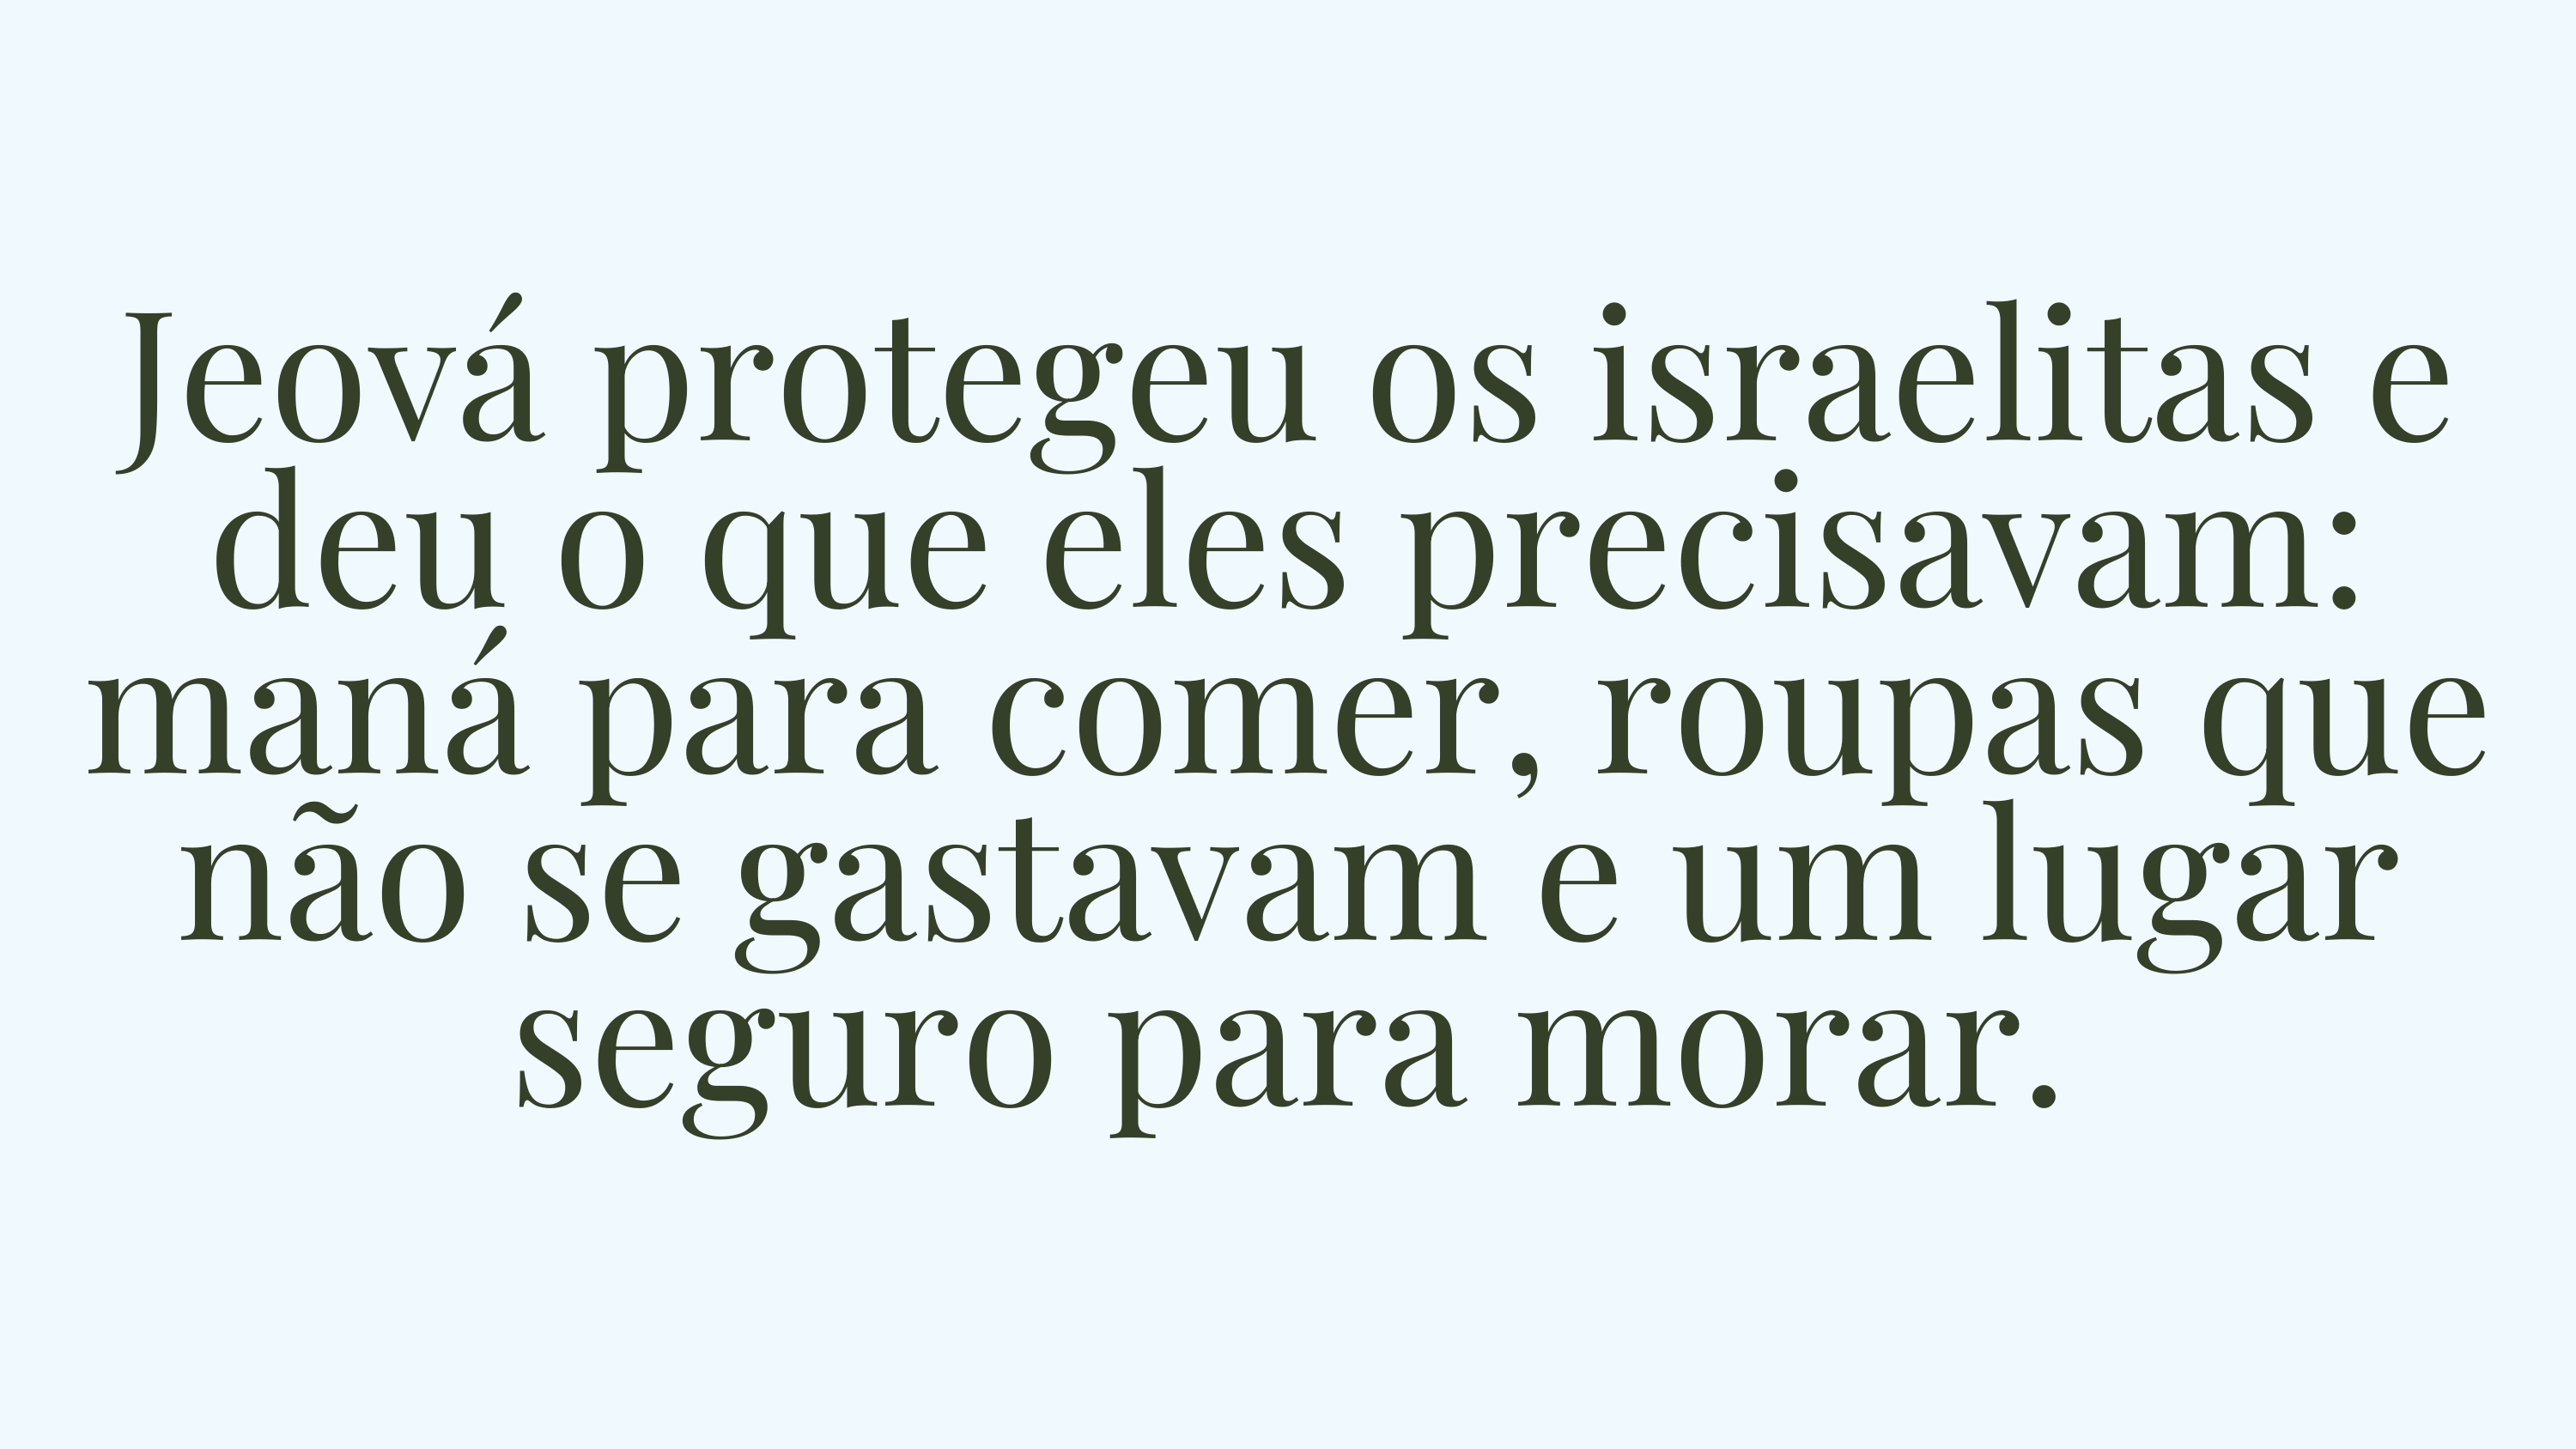 Jeová protegeu os israelitas e
deu o que eles precisavam:
maná para comer, roupas que
não se gastavam e um lugar
seguro para morar.